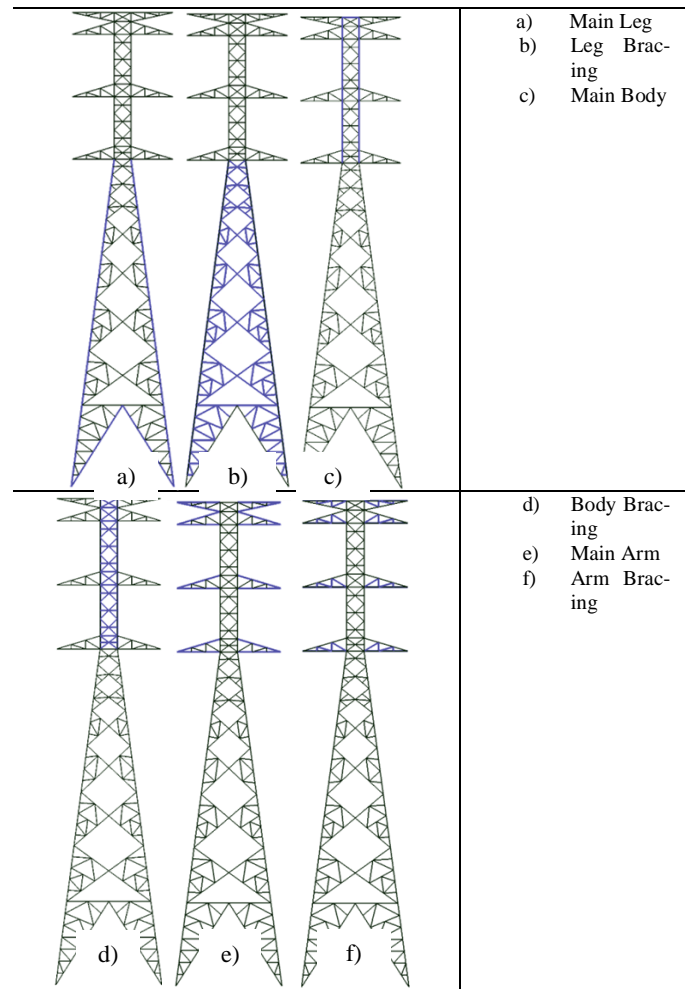 a) Main Leg
b) Leg Brac-
ing
c) Main Body
a) b) c)
d) Body Brac-
ing
e) Main Arm
f) Arm Brac-
ing
d) e) f)